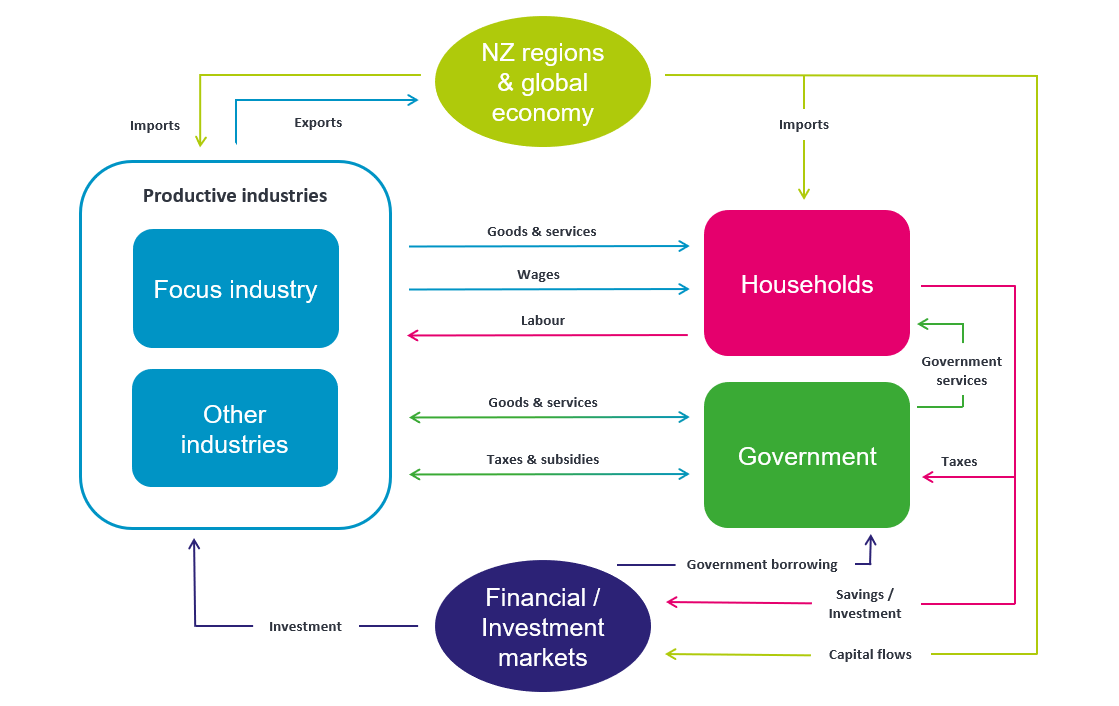 NZ regions
& global
economy
Imports
Exports
Imports
Productive industries
Focus industry
Other
industries
Goods & services
Wages
Labour
Goods & services
Taxes & subsidies
Households
Government
services
Government
Taxes
Government borrowing
Savings /
Investment
Financial /
Investment
markets
Investment
Capital flows